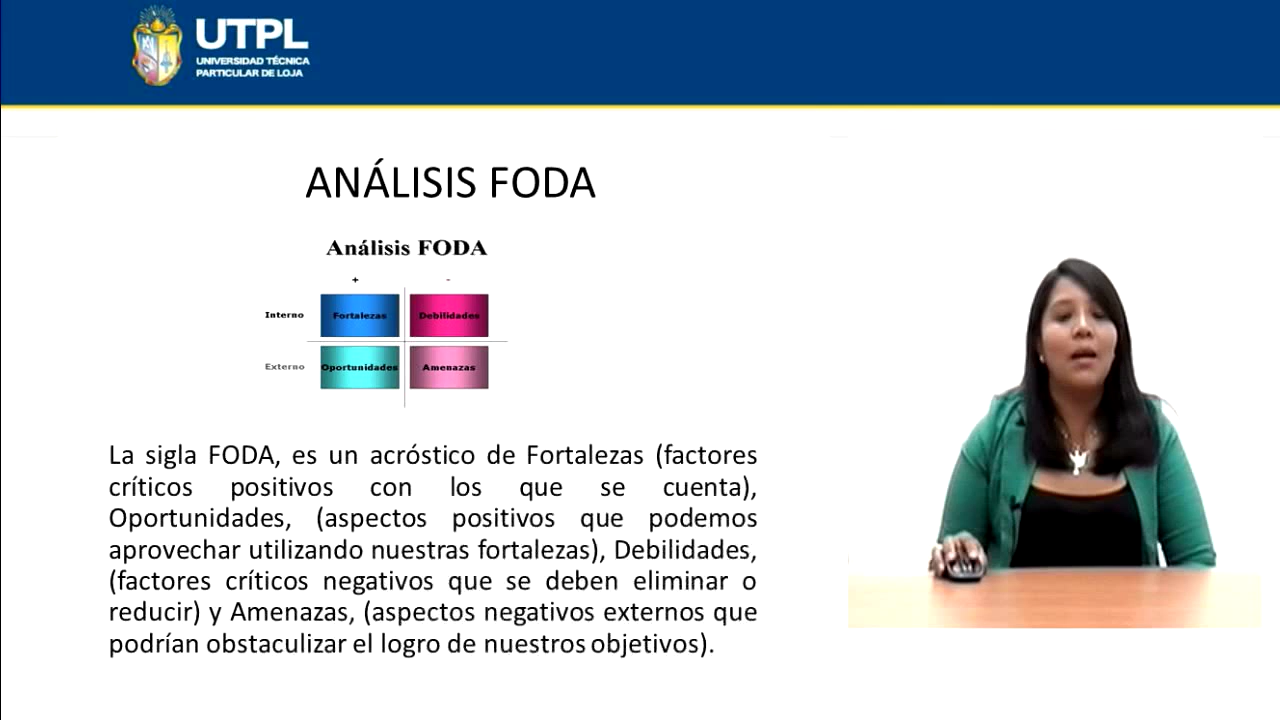 UTPL
UNIVERSIDAD TÉCNICA
PARTICULAR DE LOJA
ANÁLISIS FODA
Análisis FODA
+ -
Interno Fortalezas Debilidades
Externo Oportunidades Amenazas
La sigla FODA, es un acróstico de Fortalezas (factores
críticos positivos con los que se cuenta),
Oportunidades, (aspectos positivos que podemos
aprovechar utilizando nuestras fortalezas), Debilidades,
(factores críticos negativos que se deben eliminar o
reducir) y Amenazas, (aspectos negativos externos que
podrían obstaculizar el logro de nuestros objetivos).